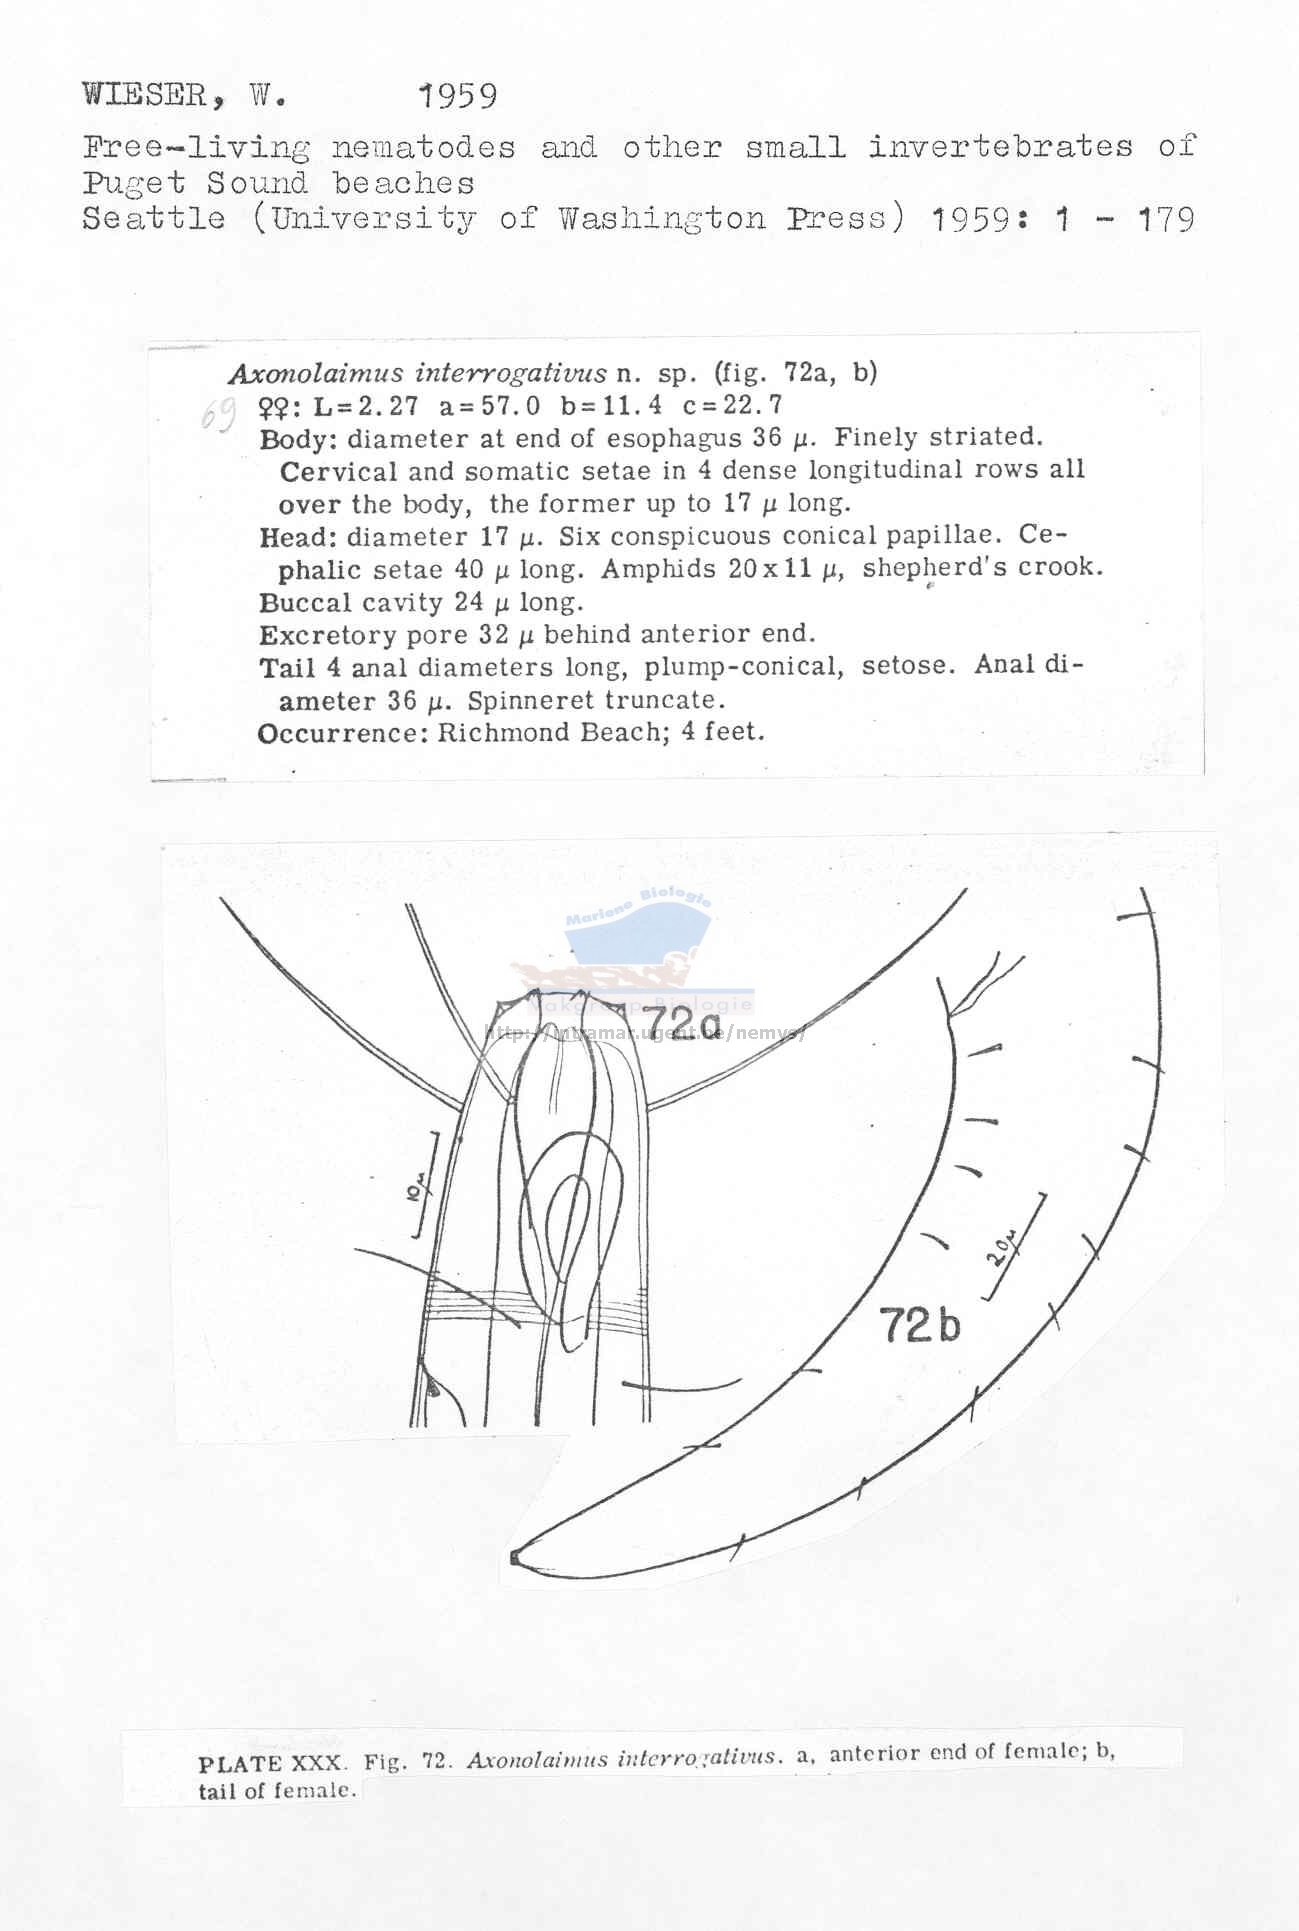 WIESER, W. 1959
Free-living nematodes and other small invertebrates of
Puget Sound beaches
Seattle (University of Washington Press) 1959: 1 - 179
Axonolaimus interrogativus n. sp. (fig. 72a, b)
69 ♀♀: L=2.27 a=57.0 b=11.4 c=22.7
Body: diameter at end of esophagus 36 μ. Finely striated.
Cervical and somatic setae in 4 dense longitudinal rows all
over the body, the former up to 17 μ long.
Head: diameter 17 μ. Six conspicuous conical papillae. Ce-
phalic setae 40 μ long. Amphids 20x11 μ, shepherd's crook.
Buccal cavity 24 μ long.
Excretory pore 32 μ behind anterior end.
Tail 4 anal diameters long, plump-conical, setose. Anal di-
ameter 36 μ. Spinneret truncate.
Occurrence: Richmond Beach; 4 feet.
Mariene Biologie
Vakgroep Biologie
72a
http://intramar.ugent.be/nemys/
10μ
20μ
72b
PLATE XXX. Fig. 72. Axonolaimus interrogativus. a, anterior end of female; b,
tail of female.